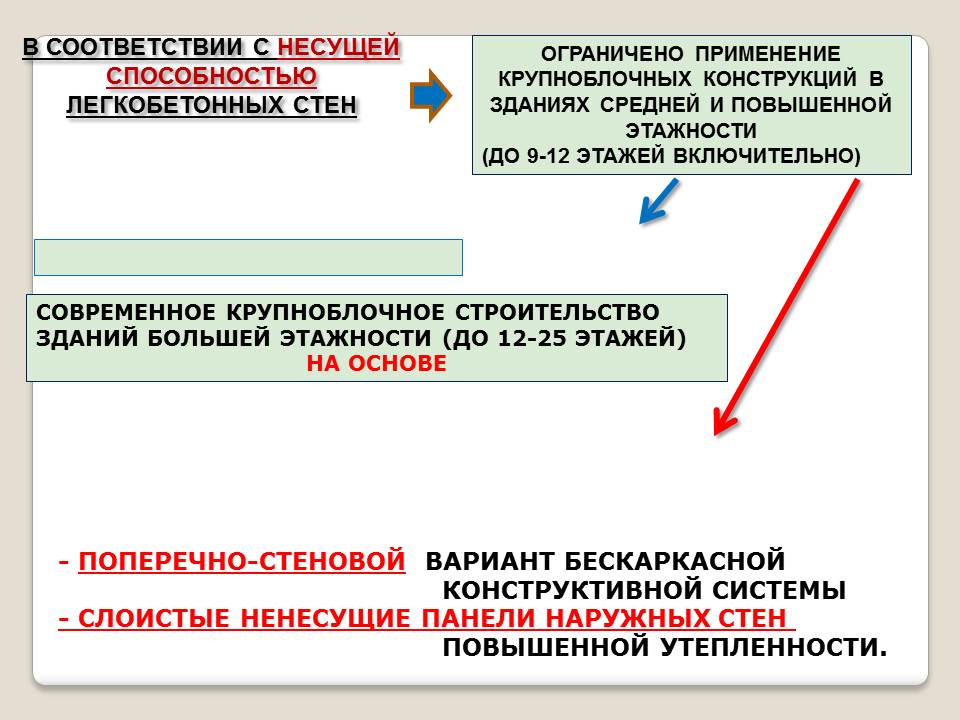 В СООТВЕТСТВИИ С НЕСУЩЕЙ
СПОСОБНОСТЬЮ
ЛЕГКОБЕТОННЫХ СТЕН
ОГРАНИЧЕНО ПРИМЕНЕНИЕ
КРУПНОБЛОЧНЫХ КОНСТРУКЦИЙ В
ЗДАНИЯХ СРЕДНЕЙ И ПОВЫШЕННОЙ
ЭТАЖНОСТИ
(ДО 9-12 ЭТАЖЕЙ ВКЛЮЧИТЕЛЬНО)
СОВРЕМЕННОЕ КРУПНОБЛОЧНОЕ СТРОИТЕЛЬСТВО
ЗДАНИЙ БОЛЬШЕЙ ЭТАЖНОСТИ (ДО 12-25 ЭТАЖЕЙ)
НА ОСНОВЕ
- ПОПЕРЕЧНО-СТЕНОВОЙ ВАРИАНТ БЕСКАРКАСНОЙ
КОНСТРУКТИВНОЙ СИСТЕМЫ
- СЛОИСТЫЕ НЕНЕСУЩИЕ ПАНЕЛИ НАРУЖНЫХ СТЕН
ПОВЫШЕННОЙ УТЕПЛЕННОСТИ.